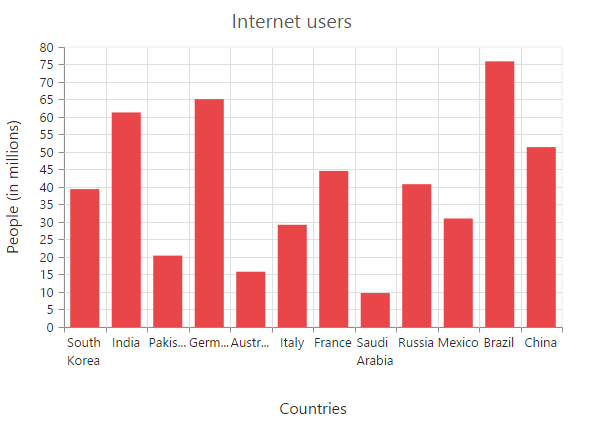 Internet users
People (in millions)
80
75
70
65
60
55
50
45
40
35
30
25
20
15
10
5
0
South Korea
India
Pakis...
Germ...
Austr...
Italy
France
Saudi Arabia
Russia
Mexico
Brazil
China
Countries